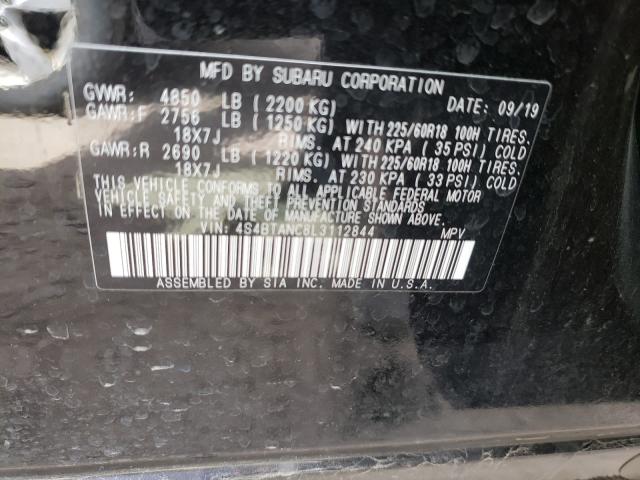 MFD BY SUBARU CORPORATION
GVWR: 4850 LB (2200 KG) DATE: 09/19
GAWR:F 2756 LB (1250 KG) WITH 225/60R18 100H TIRES.
18X7J RIMS. AT 240 KPA (35 PSI) COLD
GAWR:R 2690 LB (1220 KG) WITH 225/60R18 100H TIRES.
18X7J RIMS. AT 230 KPA (33 PSI) COLD
THIS VEHICLE CONFORMS TO ALL APPLICABLE FEDERAL MOTOR
VEHICLE SAFETY AND THEFT PREVENTION STANDARDS
IN EFFECT ON THE DATE OF MANUFACTURE SHOWN ABOVE.
VIN: 4S4BTANC8L3112844 MPV
ASSEMBLED BY SIA INC. MADE IN U.S.A.